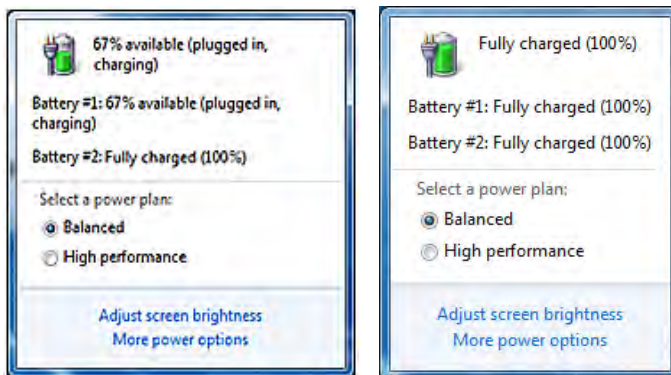 67% available (plugged in,
charging)
Battery #1: 67% available (plugged in,
charging)
Battery #2: Fully charged (100%)
Select a power plan:
Balanced
High performance
Adjust screen brightness
More power options
Fully charged (100%)
Battery #1: Fully charged (100%)
Battery #2: Fully charged (100%)
Select a power plan:
Balanced
High performance
Adjust screen brightness
More power options